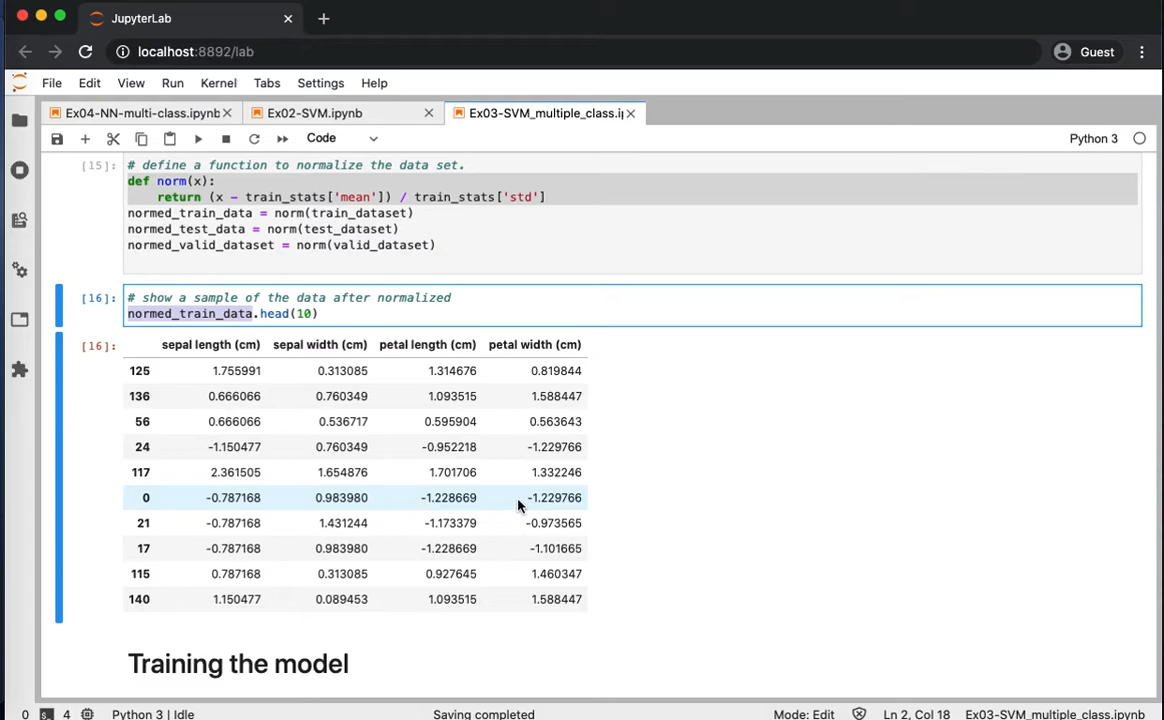 JupyterLab
localhost:8892/lab
Guest
File Edit View Run Kernel Tabs Settings Help
Ex04-NN-multi-class.ipynb Ex02-SVM.ipynb Ex03-SVM_multiple_class.i
Code Python 3
[15]: # define a function to normalize the data set.
def norm(x):
return (x - train_stats['mean']) / train_stats['std']
normed_train_data = norm(train_dataset)
normed_test_data = norm(test_dataset)
normed_valid_dataset = norm(valid_dataset)
[16]: # show a sample of the data after normalized
normed_train_data.head(10)
[16]: sepal length (cm) sepal width (cm) petal length (cm) petal width (cm)
125 1.755991 0.313085 1.314676 0.819844
136 0.666066 0.760349 1.093515 1.588447
56 0.666066 0.536717 0.595904 0.563643
24 -1.150477 0.760349 -0.952218 -1.229766
117 2.361505 1.654876 1.701706 1.332246
0 -0.787168 0.983980 -1.228669 -1.229766
21 -0.787168 1.431244 -1.173379 -0.973565
17 -0.787168 0.983980 -1.228669 -1.101665
115 0.787168 0.313085 0.927645 1.460347
140 1.150477 0.089453 1.093515 1.588447
Training the model
0 4 Python 3 | Idle Saving completed Mode: Edit Ln 2, Col 18 Ex03-SVM_multiple_class.ipynb